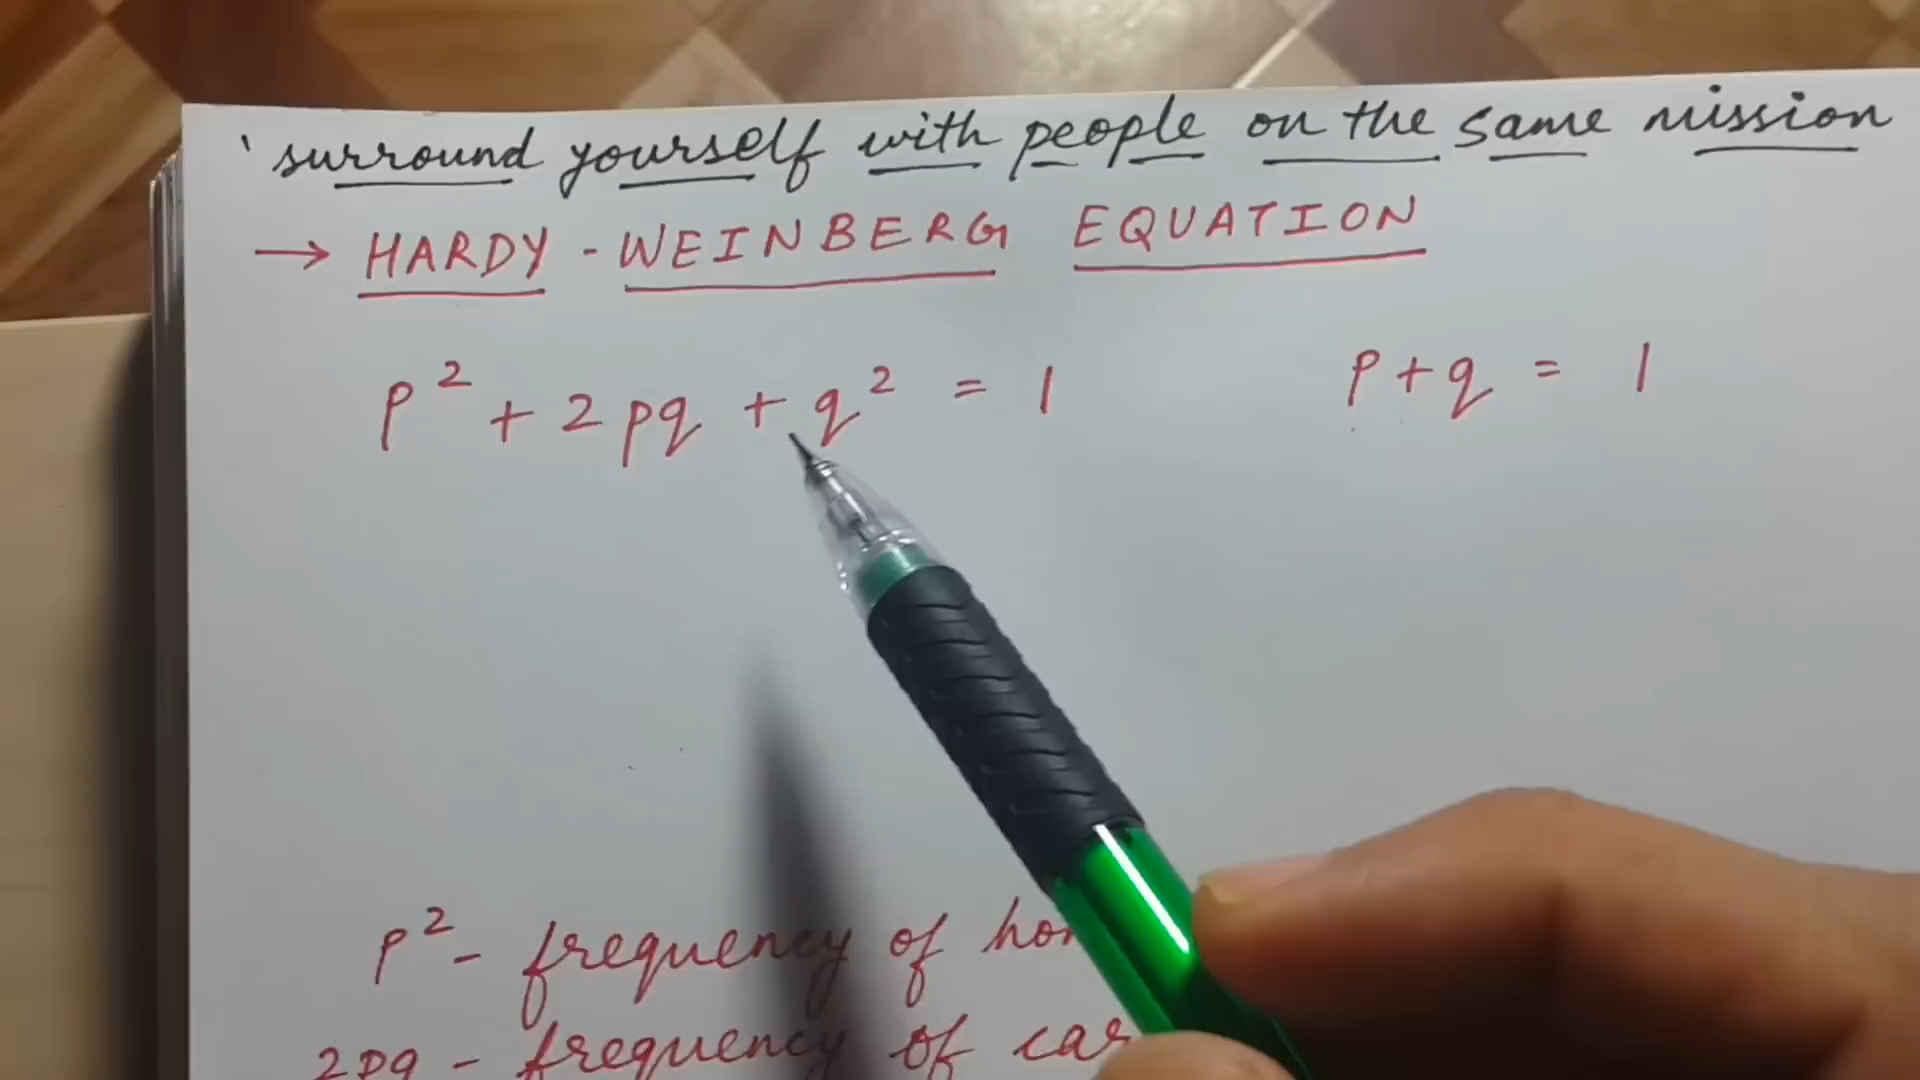 ‘surround yourself with people on the same mission
→ HARDY - WEINBERG EQUATION
p² + 2pq + q² = 1 p + q = 1
p² - frequency of
2pq - frequency of